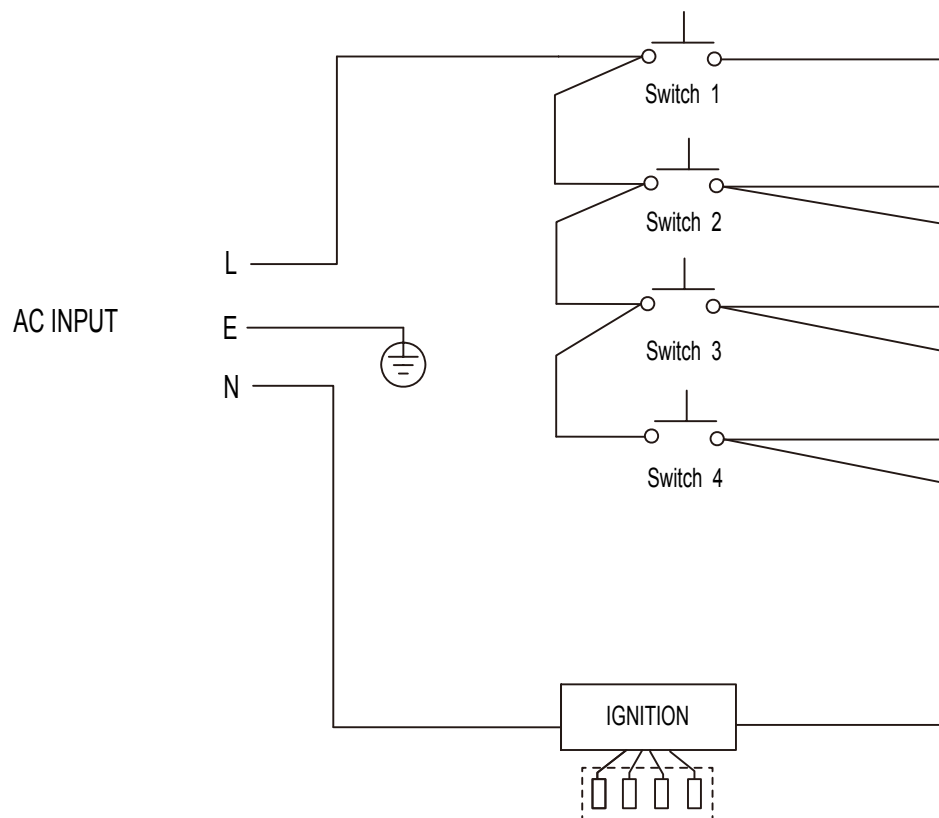 Switch 1
Switch 2
L
AC INPUT
E
Switch 3
N
Switch 4
IGNITION